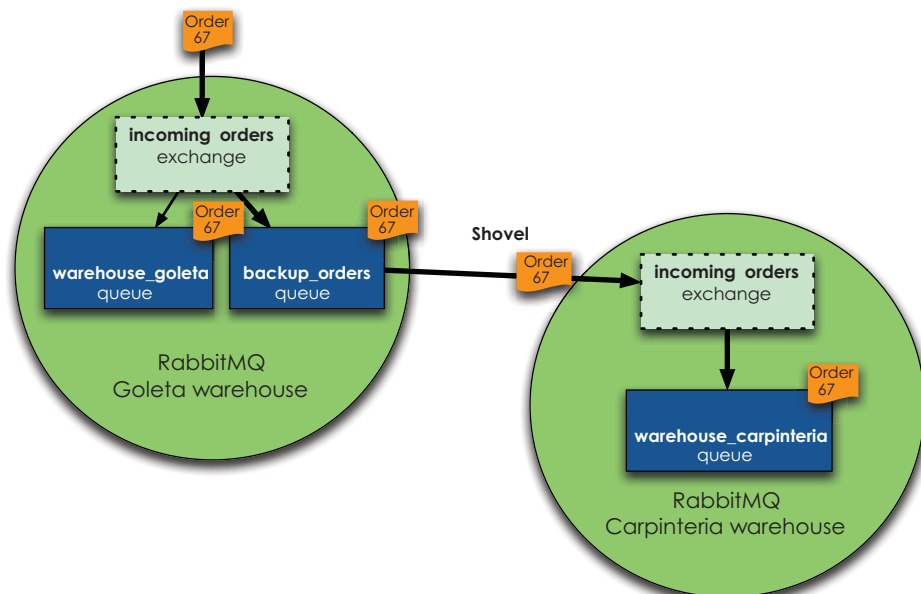 Order
67
incoming orders
exchange
Order
67
Order
67
warehouse_goleta
queue
backup_orders
queue
RabbitMQ
Goleta warehouse
Shovel
Order
67
incoming orders
exchange
Order
67
warehouse_carpinteria
queue
RabbitMQ
Carpinteria warehouse